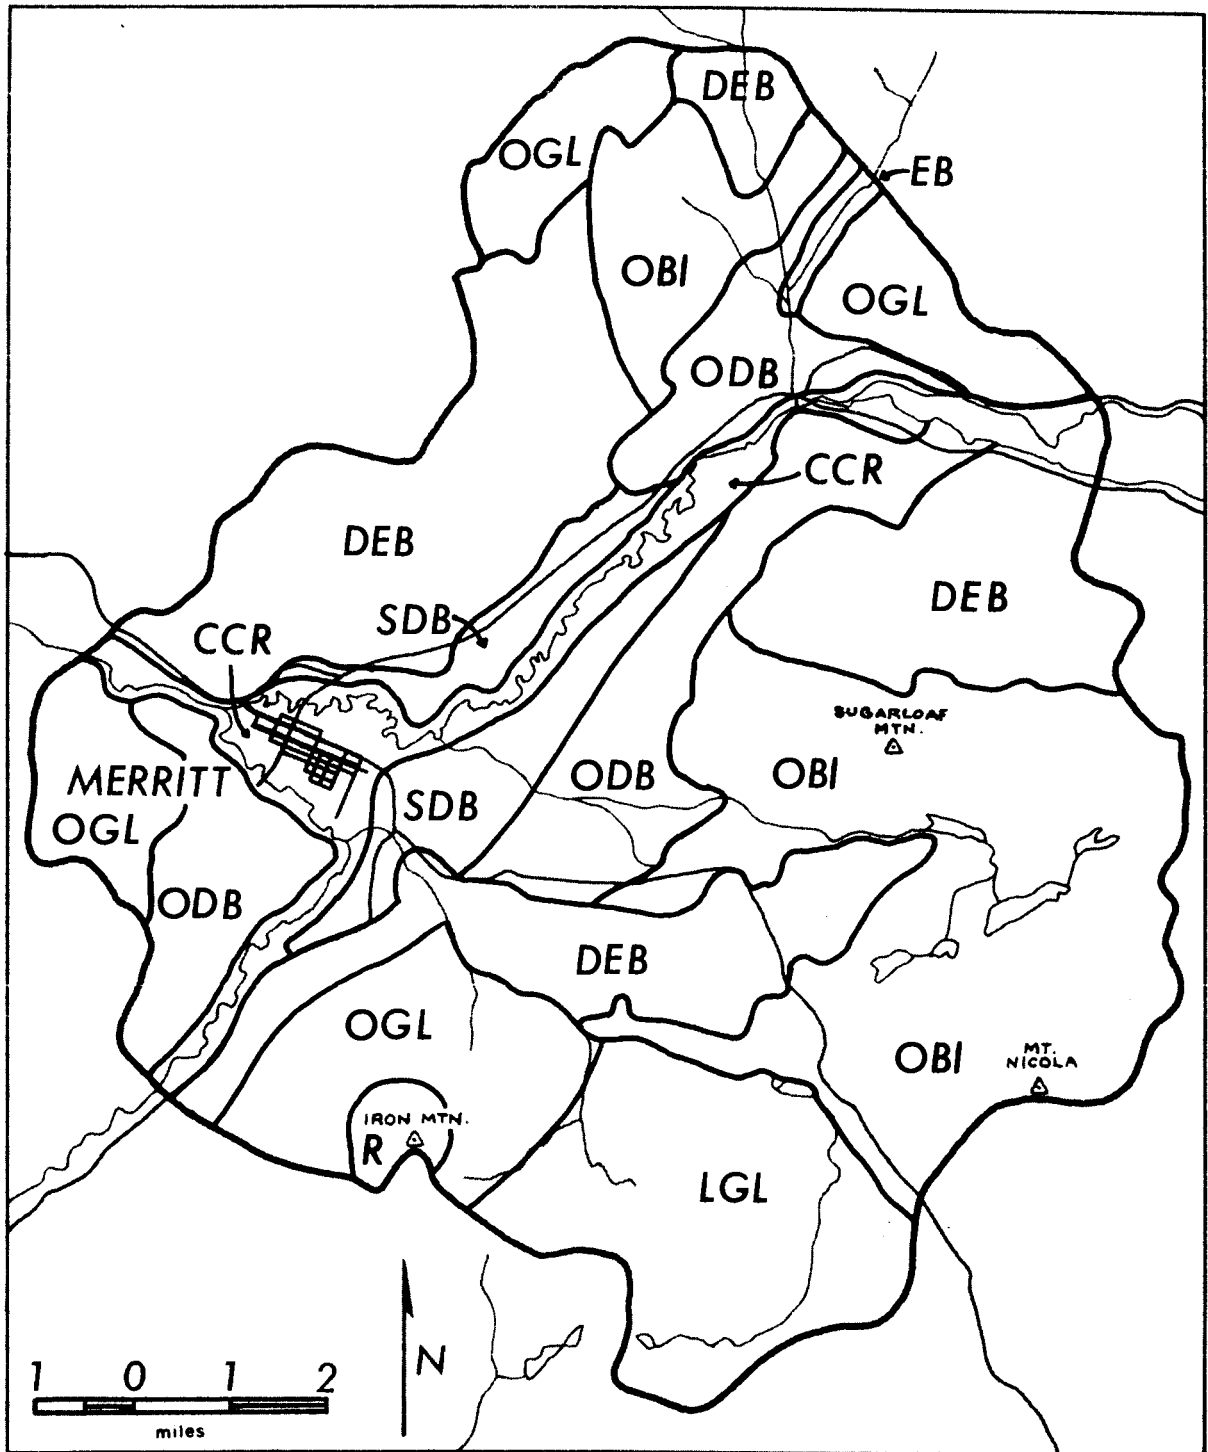 DEB
OGL
EB
OBI
OGL
ODB
CCR
DEB
DEB
SDB
CCR
SUGARLOAF
MTN.
MERRITT
ODB
OBI
SDB
OGL
ODB
DEB
OGL
OBI
MT.
NICOLA
IRON MTN.
R
LGL
N
1 0 1 2
miles